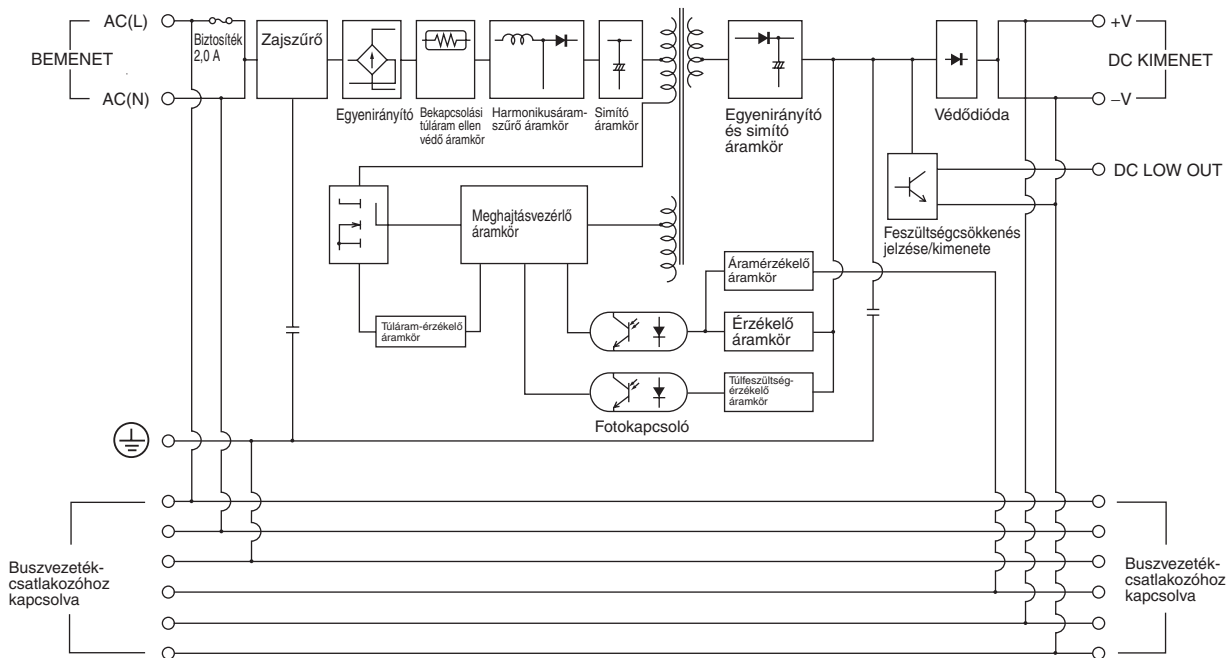 AC(L)
BEMENET
AC(N)
Biztosíték
2,0 A
Zajszűrő
Egyenirányító
Bekapcsolási
túláram ellen
védő áramkör
Harmonikusáram-
szűrő áramkör
Simító
áramkör
Egyenirányító
és simító
áramkör
Védődióda
+V
DC KIMENET
–V
DC LOW OUT
Feszültségcsökkenés
jelzése/kimenete
Meghajtásvezérlő
áramkör
Túláram-érzékelő
áramkör
Áramérzékelő
áramkör
Érzékelő
áramkör
Túlfeszültség-
érzékelő
áramkör
Fotokapcsoló
Buszvezeték-
csatlakozóhoz
kapcsolva
Buszvezeték-
csatlakozóhoz
kapcsolva